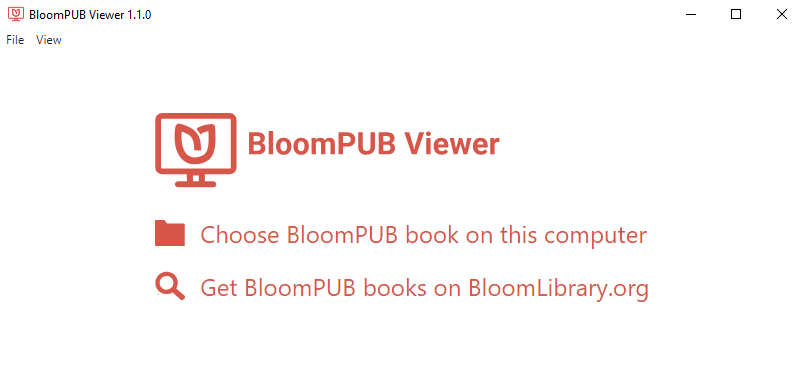 BloomPUB Viewer 1.1.0
File View
BloomPUB Viewer
Choose BloomPUB book on this computer
Get BloomPUB books on BloomLibrary.org